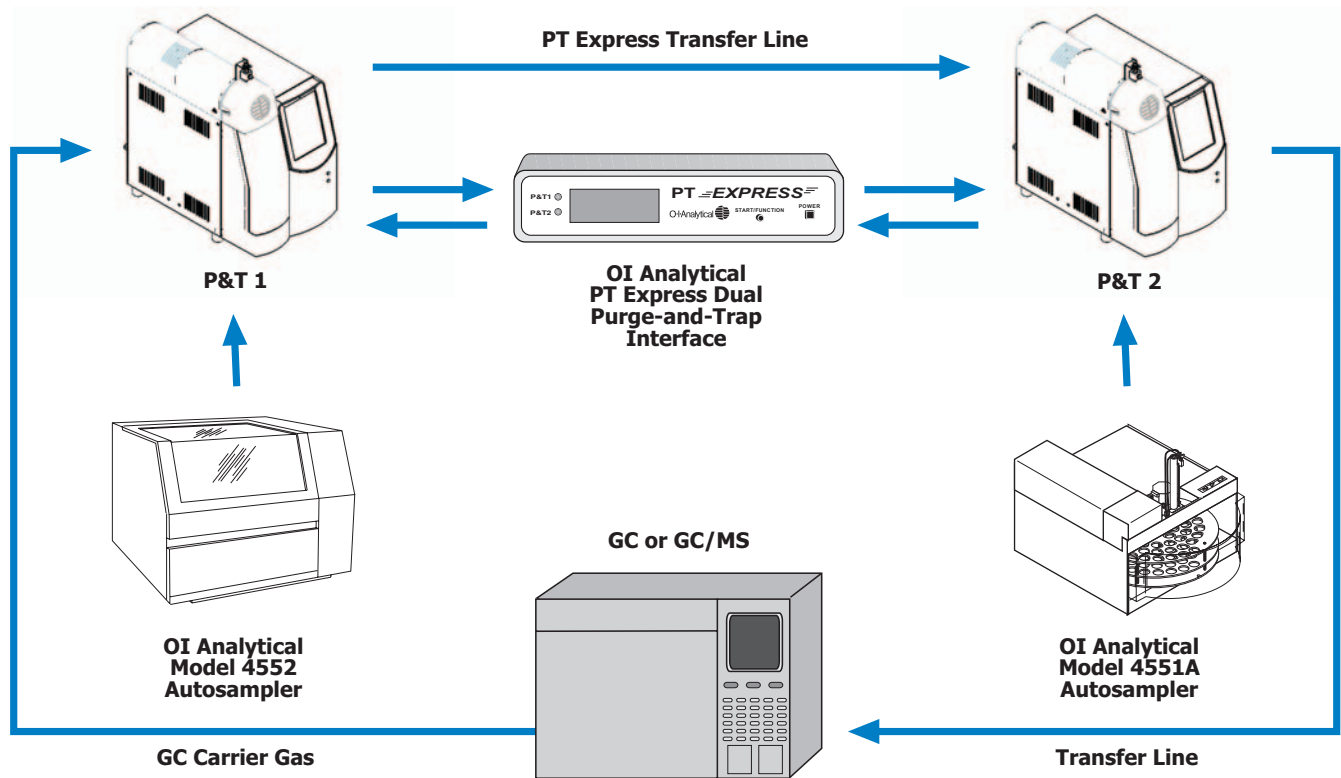 PT Express Transfer Line
P&T1
P&T2
PT EXPRESS
O•I•Analytical
START/FUNCTION
POWER
P&T 1
OI Analytical
PT Express Dual
Purge-and-Trap
Interface
P&T 2
GC or GC/MS
OI Analytical
Model 4552
Autosampler
OI Analytical
Model 4551A
Autosampler
GC Carrier Gas
Transfer Line